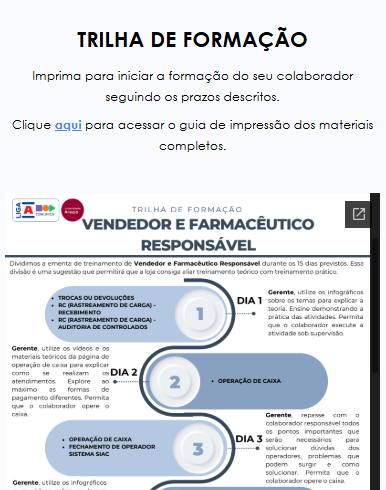 TRILHA DE FORMAÇÃO
Imprima para iniciar a formação do seu colaborador
seguindo os prazos descritos.
Clique aqui para acessar o guia de impressão dos materiais
completos.
LIGA
A
COMUNICA
Araujo
TRILHA DE FORMAÇÃO
VENDEDOR E FARMACÊUTICO
RESPONSÁVEL
Dividimos a ementa de treinamento de Vendedor e Farmacêutico Responsável durante os 15 dias previstos. Esse
divisão é uma sugestão que permitirá que a loja consiga aliar treinamento teórico com treinamento prático.
• TROCAS OU DEVOLUÇÕES
• RC (RASTREAMENTO DE CARGA) -
RECEBIMENTO
• RC (RASTREAMENTO DE CARGA) -
AUDITORIA DE CONTROLADOS
1
DIA 1
Gerente, utilize os infográficos
sobre os temas para explicar a
teoria. Ensine demonstrando a
prática das atividades. Permita
que o colaborador execute a
atividade sob supervisão.
Gerente, utilize os vídeos e os
materiais teóricos da página de
operação de caixa para explicar
como se realizam os
atendimentos. Explore ao
máximo as formas de
pagamento diferentes. Permita
que o colaborador opere o
caixa.
DIA 2
2
• OPERAÇÃO DE CAIXA
• OPERAÇÃO DE CAIXA
• FECHAMENTO DE OPERADOR
SISTEMA SIAC
3
DIA 3
Gerente, repasse com o
colaborador responsável todos
os pontos importantes que
serão necessários para
solucionar dúvidas dos
operadores, problemas que
podem surgir e como
solucionar. Permita que o
colaborador opere o caixa.
Gerente, utilize os infográficos